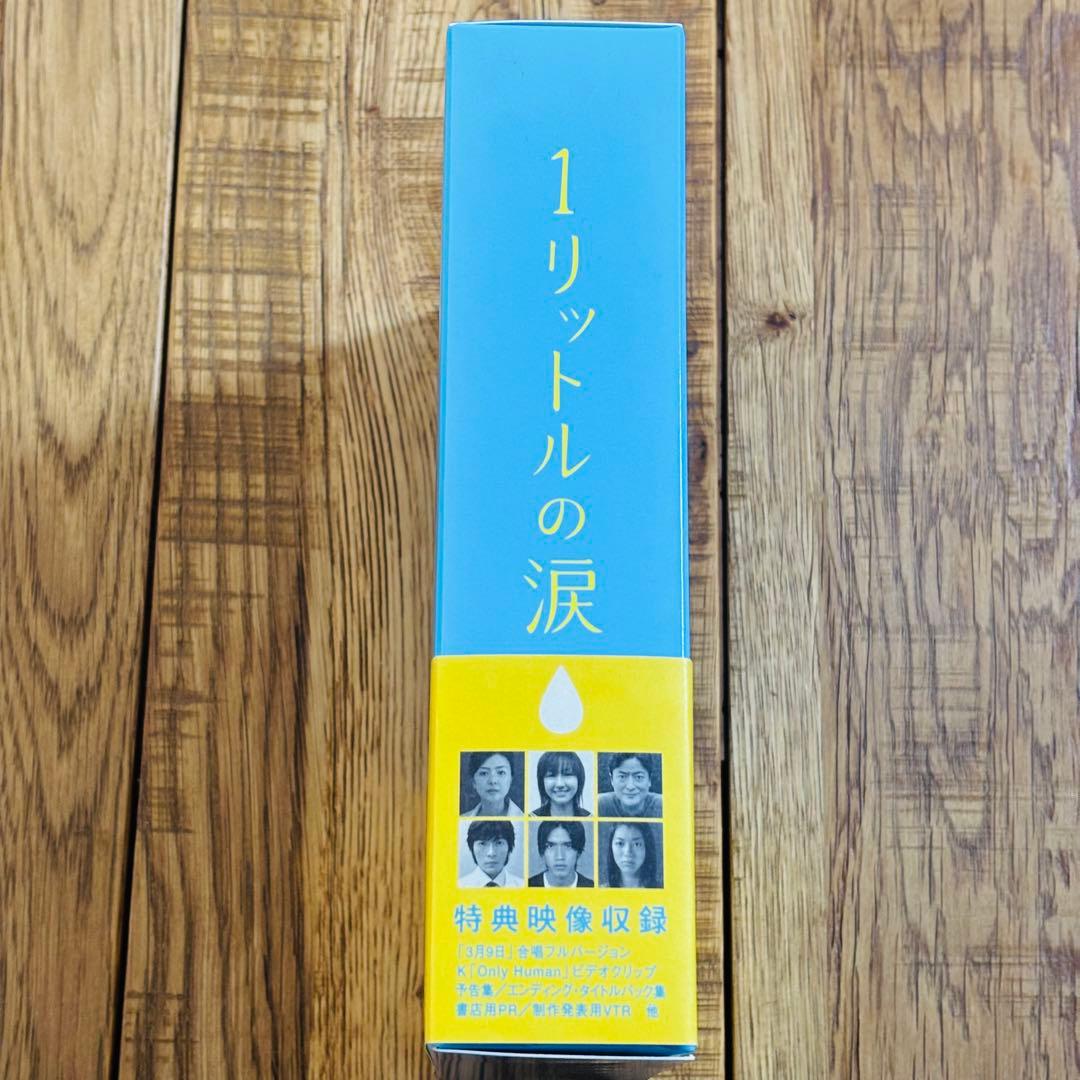 1リットルの涙
特典映像収録
「3月9日」合唱フルバージョン
K「Only Human」ビデオクリップ
予告集／エンディング・タイトルバック集
書店用PR／制作発表用VTR 他